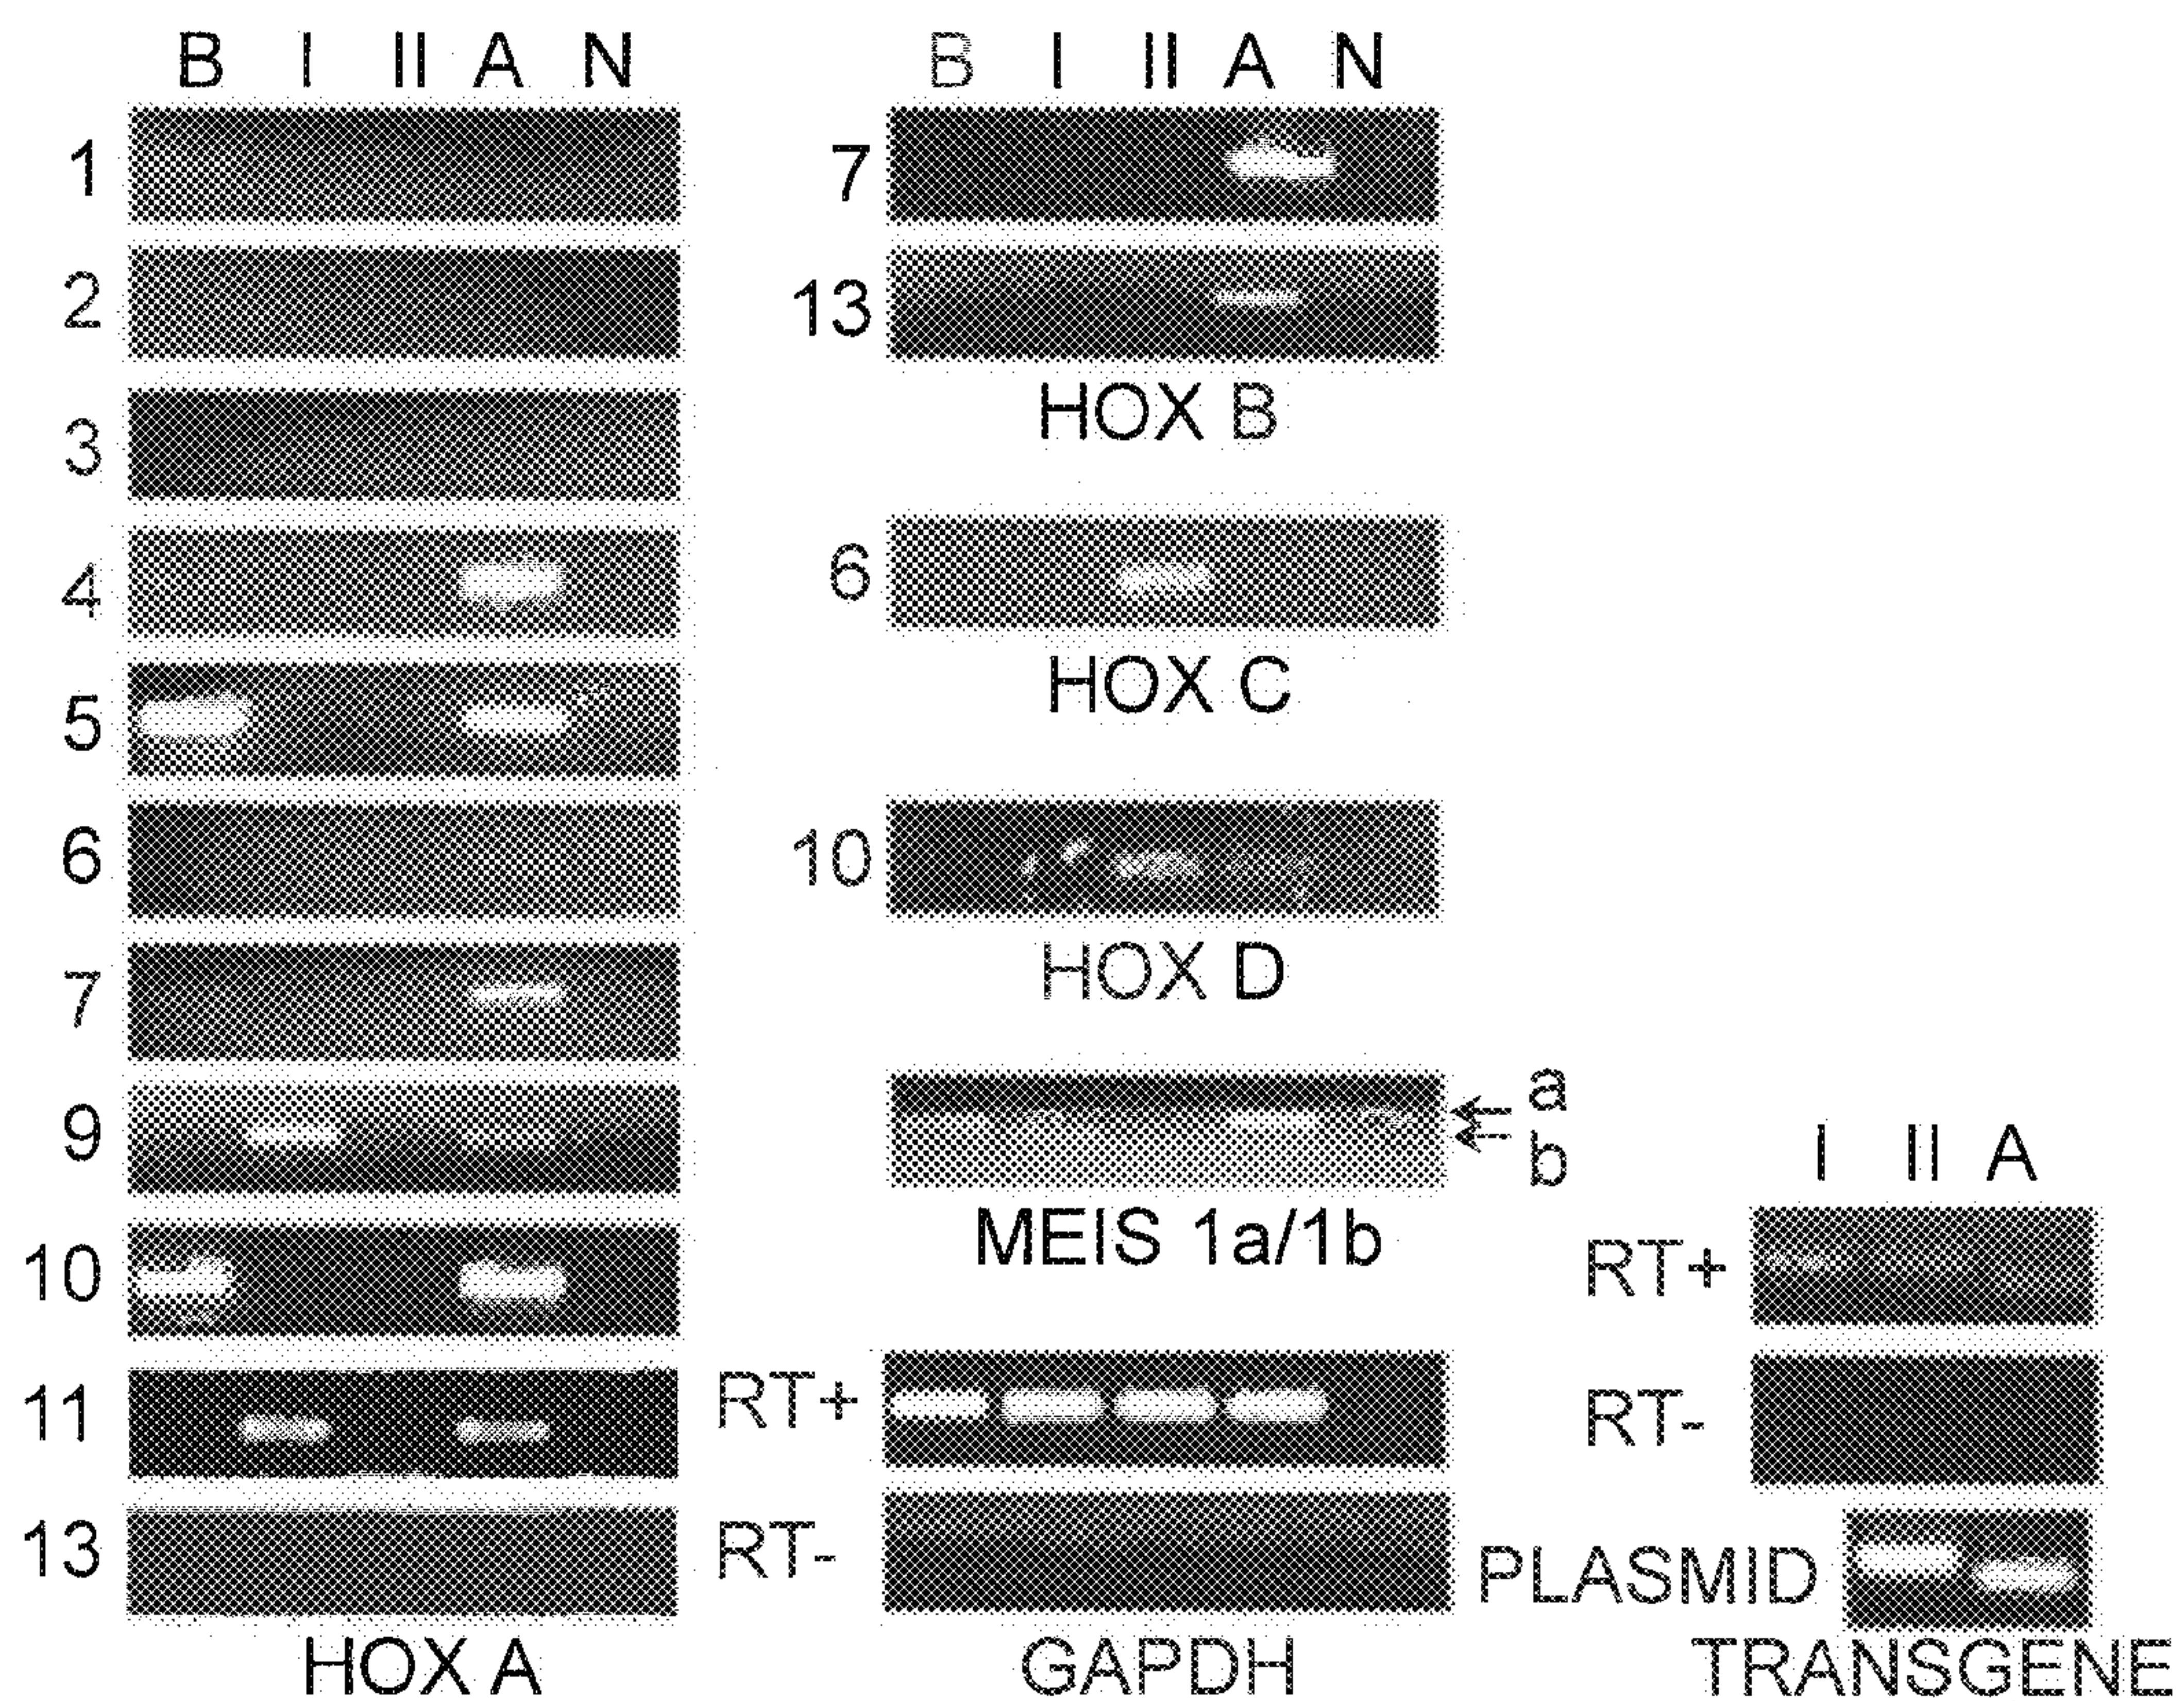 B I II A N
1
2
3
4
5
6
7
9
10
11
13
HOX A
B I II A N
7
13
HOX B
6
HOX C
10
HOX D
a
b
MEIS 1a/1b
RT+
RT-
GAPDH
I II A
RT+
RT-
PLASMID
TRANSGENE